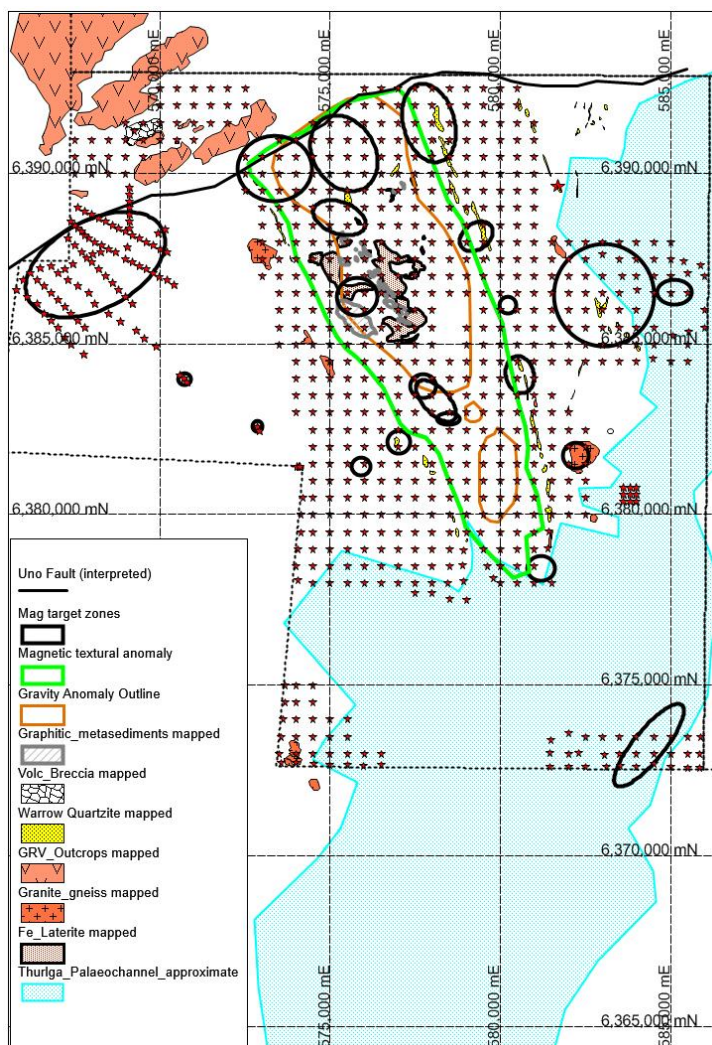 570,000 mE
575,000 mE
580,000 mE
585,000 mE
6,390,000 mN
6,390,000 mN
6,385,000 mN
6,385,000 mN
6,380,000 mN
6,380,000 mN
6,375,000 mN
6,370,000 mN
6,365,000 mN
575,000 mE
580,000 mE
585,000 mE
Uno Fault (interpreted)
Mag target zones
Magnetic textural anomaly
Gravity Anomaly Outline
Graphitic_metasediments mapped
Volc_Breccia mapped
Warrow Quartzite mapped
GRV_Outcrops mapped
Granite_gneiss mapped
Fe_Laterite mapped
Thurlga_Palaeochannel_approximate